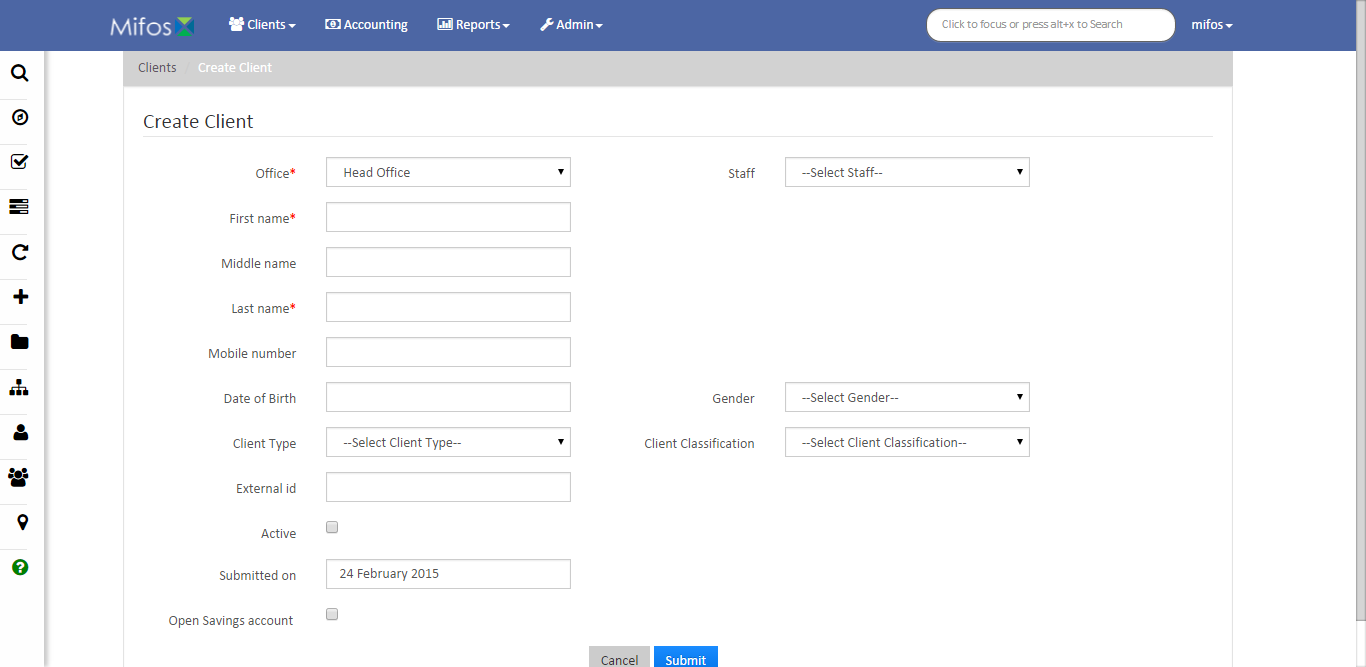 Mifos Clients Accounting Reports Admin Click to focus or press alt+x to Search mifos
Clients / Create Client
Create Client
Office* Head Office Staff --Select Staff--
First name*
Middle name
Last name*
Mobile number
Date of Birth Gender --Select Gender--
Client Type --Select Client Type-- Client Classification --Select Client Classification--
External id
Active
Submitted on 24 February 2015
Open Savings account
Cancel Submit